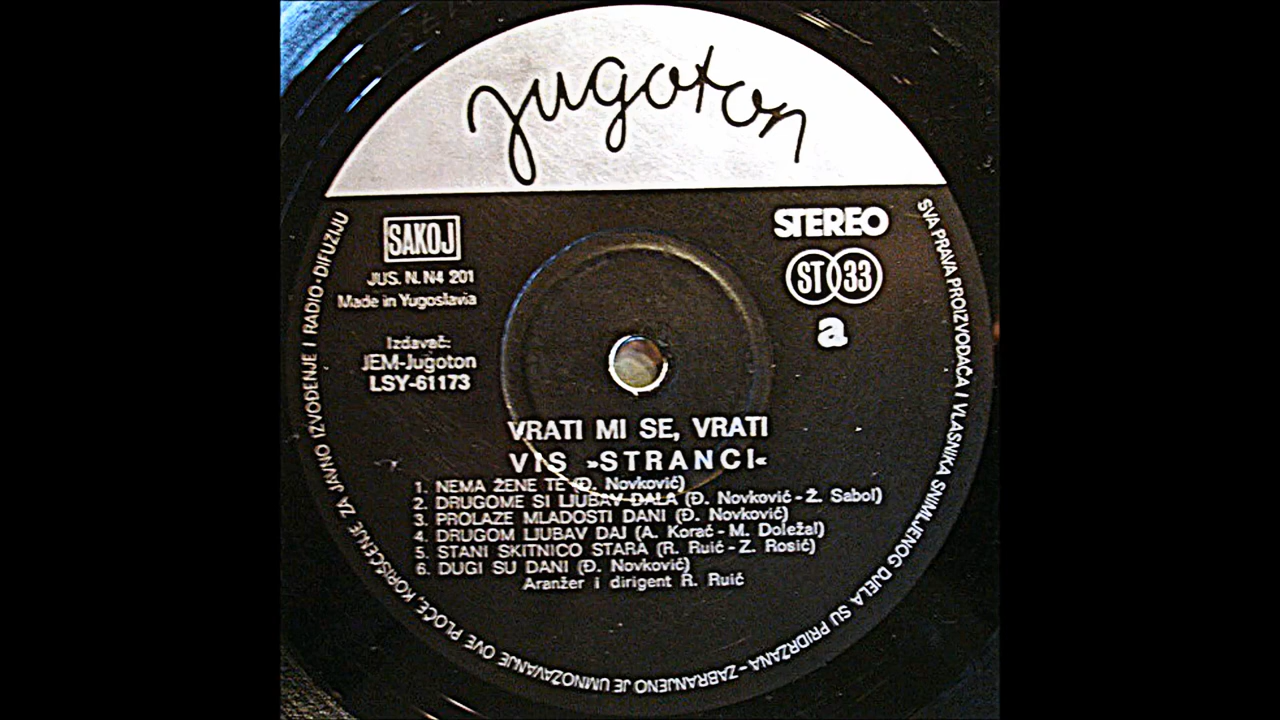 jugoton
SAKOJ
JUS. N. N4 201
Made in Yugoslavia
Izdavač:
JEM-Jugoton
LSY-61173
STEREO
ST 33
a
VRATI MI SE, VRATI
VIS »STRANCI«
1. NEMA ŽENE TE (Đ. Novković)
2. DRUGOME SI LJUBAV DALA (Đ. Novković - Ž. Sabol)
3. PROLAZE MLADOSTI DANI (Đ. Novković)
4. DRUGOM LJUBAV DAJ (A. Korać - M. Doležal)
5. STANI SKITNICO STARA (R. Ruić - Z. Rosić)
6. DUGI SU DANI (Đ. Novković)
Aranžer i dirigent R. Ruić
SVA PRAVA PROIZVOĐAČA I VLASNIKA SNIMLJENOG DJELA SU PRIDRŽANA - ZABRANJENO JE UMNOŽAVANJE OVE PLOČE, KORIŠĆENJE ZA JAVNO IZVOĐENJE I RADIO-DIFUZIJU